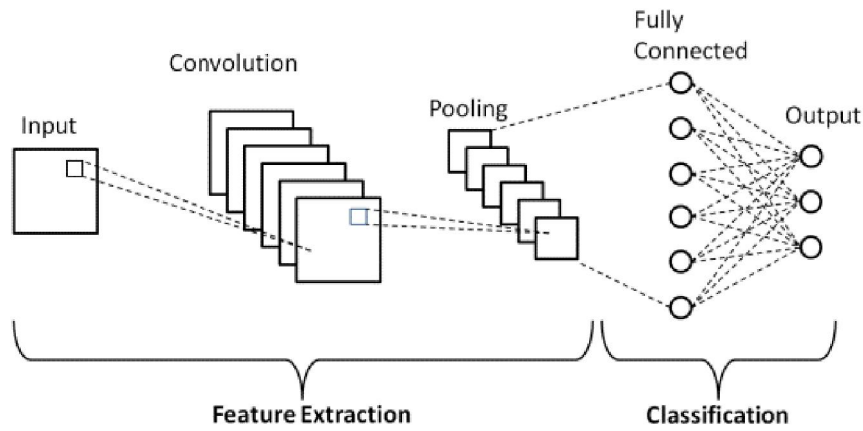 Input
Convolution
Pooling
Fully
Connected
Output
Feature Extraction
Classification